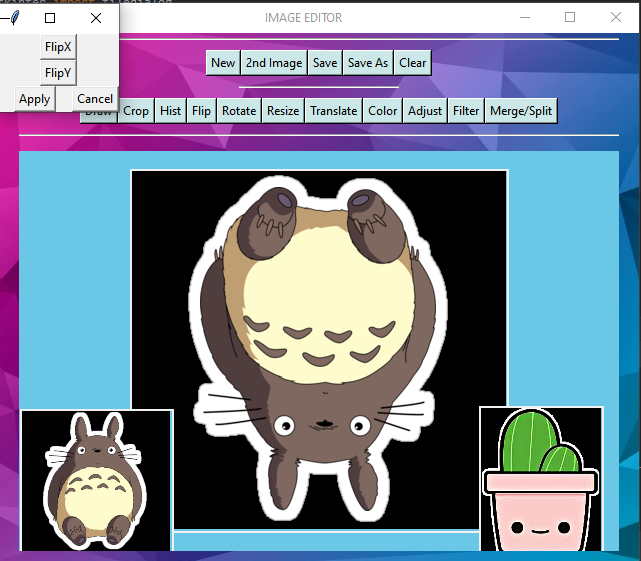 IMAGE EDITOR
FlipX
FlipY
Apply Cancel
New 2nd Image Save Save As Clear
Draw Crop Hist Flip Rotate Resize Translate Color Adjust Filter Merge/Split